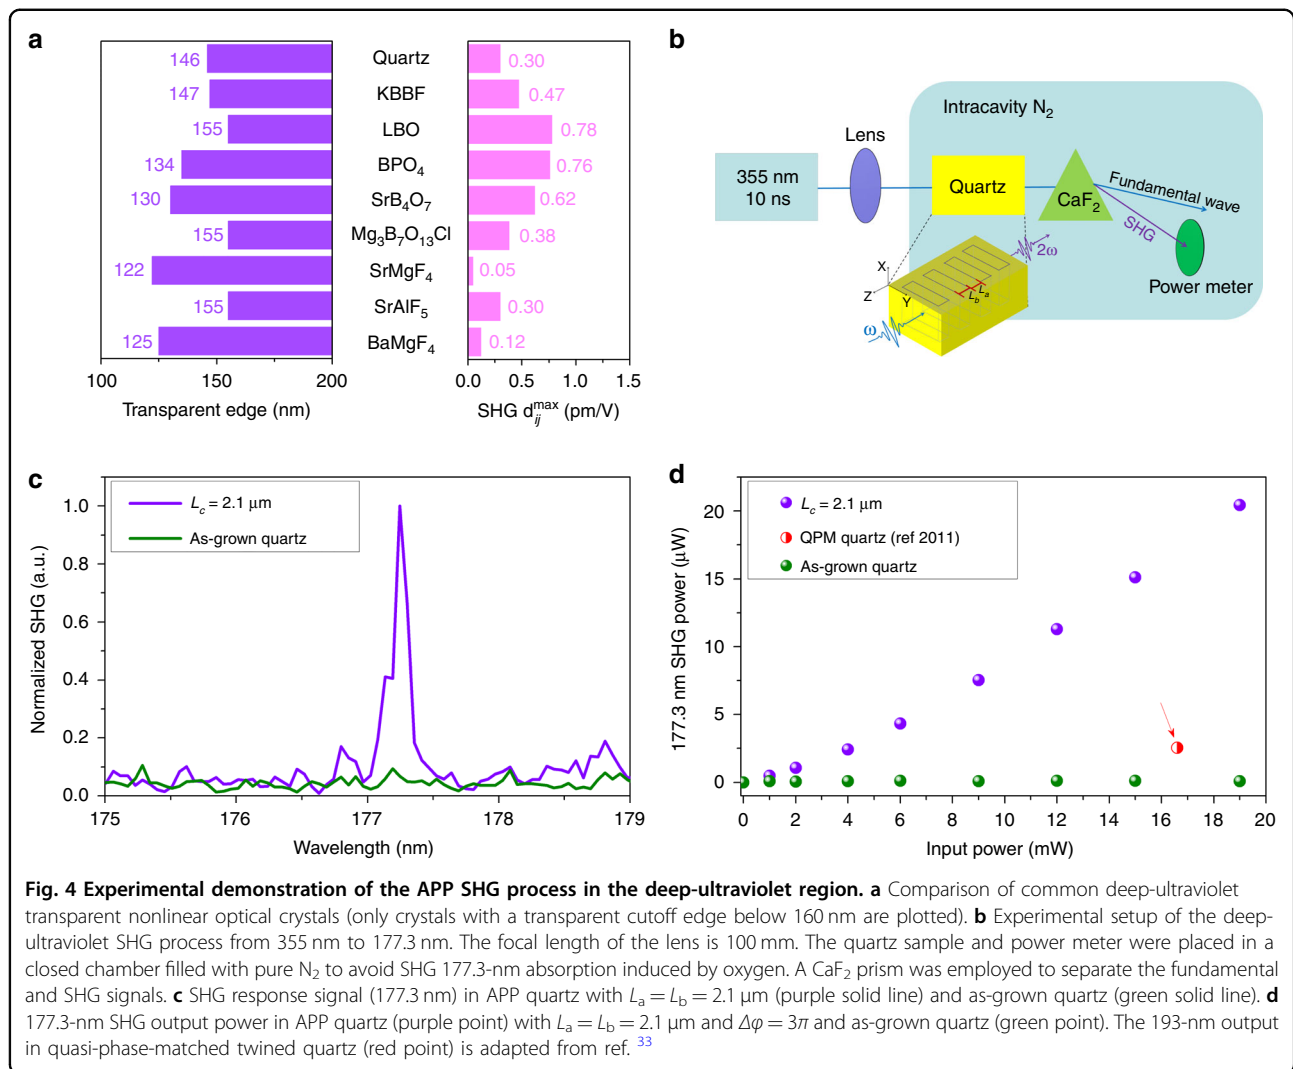 a
146 Quartz 0.30
147 KBBF 0.47
155 LBO 0.78
134 BPO₄ 0.76
130 SrB₄O₇ 0.62
155 Mg₃B₇O₁₃Cl 0.38
122 SrMgF₄ 0.05
155 SrAlF₅ 0.30
125 BaMgF₄ 0.12
100 150 200
Transparent edge (nm)
0.0 0.5 1.0 1.5
SHG d_ij^max (pm/V)
b
Intracavity N₂
Lens
355 nm
10 ns
Quartz
CaF₂
Fundamental wave
SHG
Power meter
2ω
X
Z
Y
L_b
L_a
ω
c
L_c = 2.1 μm
As-grown quartz
Normalized SHG (a.u.)
1.0
0.8
0.6
0.4
0.2
0.0
175 176 177 178 179
Wavelength (nm)
d
L_c = 2.1 μm
QPM quartz (ref 2011)
As-grown quartz
177.3 nm SHG power (μW)
20
15
10
5
0
0 2 4 6 8 10 12 14 16 18 20
Input power (mW)
Fig. 4 Experimental demonstration of the APP SHG process in the deep-ultraviolet region. a Comparison of common deep-ultraviolet
transparent nonlinear optical crystals (only crystals with a transparent cutoff edge below 160 nm are plotted). b Experimental setup of the deep-
ultraviolet SHG process from 355 nm to 177.3 nm. The focal length of the lens is 100 mm. The quartz sample and power meter were placed in a
closed chamber filled with pure N₂ to avoid SHG 177.3-nm absorption induced by oxygen. A CaF₂ prism was employed to separate the fundamental
and SHG signals. c SHG response signal (177.3 nm) in APP quartz with Lₐ = L_b = 2.1 μm (purple solid line) and as-grown quartz (green solid line). d
177.3-nm SHG output power in APP quartz (purple point) with Lₐ = L_b = 2.1 μm and Δφ = 3π and as-grown quartz (green point). The 193-nm output
in quasi-phase-matched twined quartz (red point) is adapted from ref. ³³